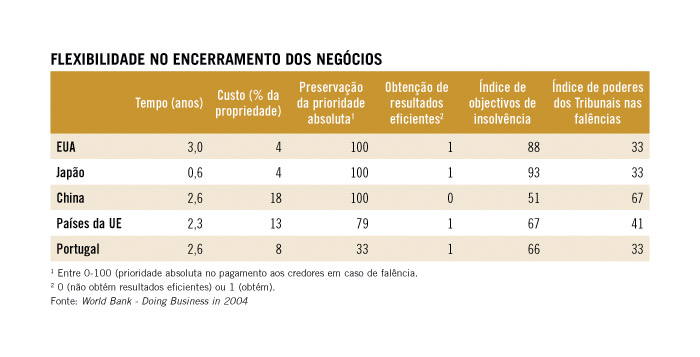 FLEXIBILIDADE NO ENCERRAMENTO DOS NEGÓCIOS
Tempo (anos) Custo (% da propriedade) Preservação da prioridade absoluta¹ Obtenção de resultados eficientes² Índice de objectivos de insolvência Índice de poderes dos Tribunais nas falências
EUA 3,0 4 100 1 88 33
Japão 0,6 4 100 1 93 33
China 2,6 18 100 0 51 67
Países da UE 2,3 13 79 1 67 41
Portugal 2,6 8 33 1 66 33
¹ Entre 0-100 (prioridade absoluta no pagamento aos credores em caso de falência.
² 0 (não obtém resultados eficientes) ou 1 (obtém).
Fonte: World Bank - Doing Business in 2004